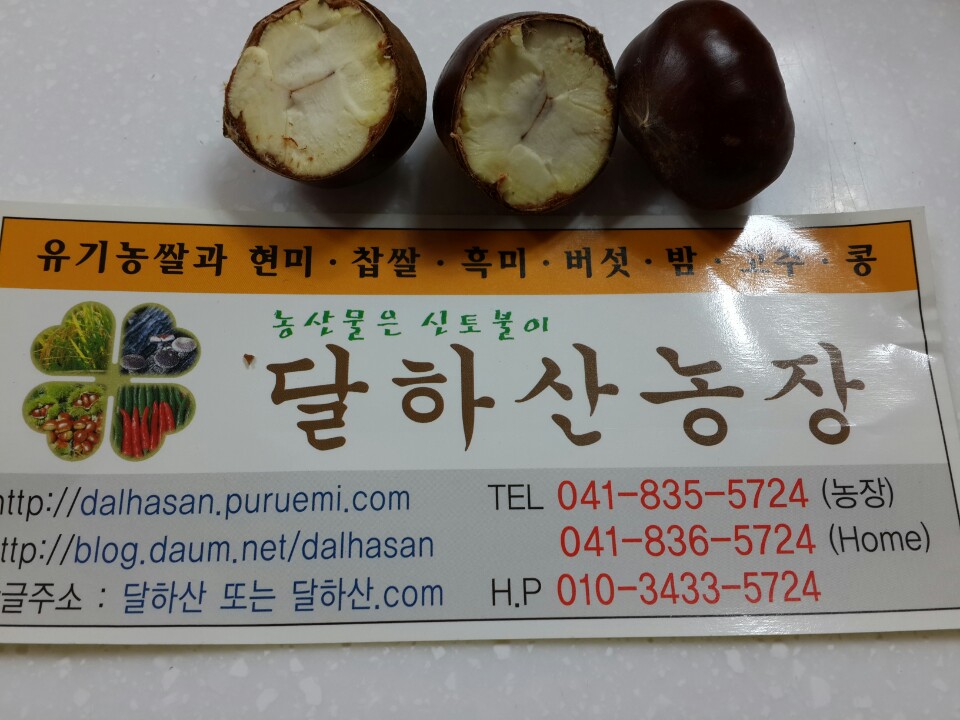 유기농쌀과 현미 · 찹쌀 · 흑미 · 버섯 · 밤 · 고추 · 콩
농산물은 신토불이
달하산농장
http://dalhasan.puruemi.com
TEL 041-835-5724 (농장)
ttp://blog.daum.net/dalhasan
041-836-5724 (Home)
글주소 : 달하산 또는 달하산.com
H.P 010-3433-5724